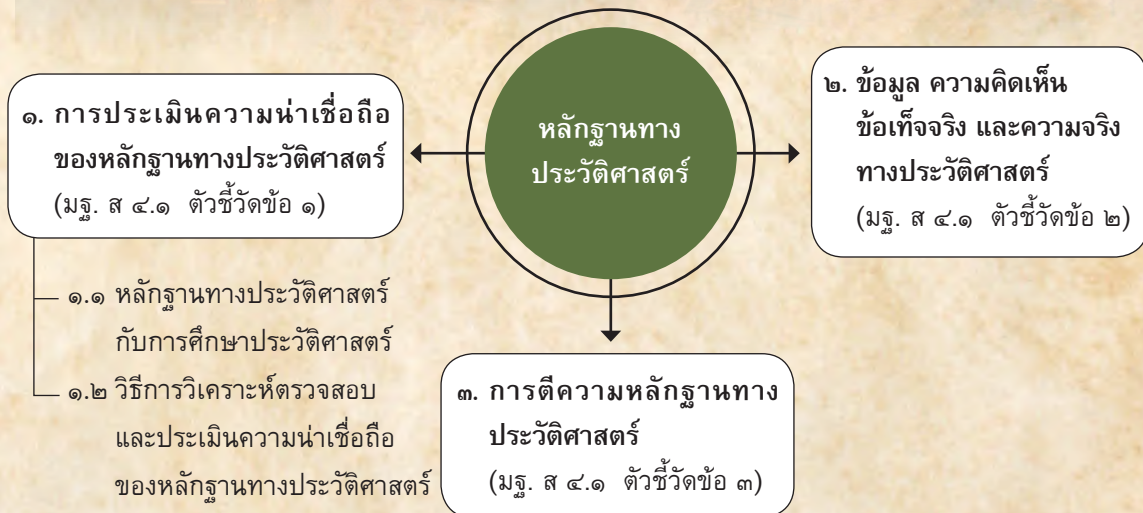 หลักฐานทาง
ประวัติศาสตร์
๑. การประเมินความน่าเชื่อถือ
ของหลักฐานทางประวัติศาสตร์
(มฐ. ส ๔.๑ ตัวชี้วัดข้อ ๑)
๑.๑ หลักฐานทางประวัติศาสตร์
กับการศึกษาประวัติศาสตร์
๑.๒ วิธีการวิเคราะห์ตรวจสอบ
และประเมินความน่าเชื่อถือ
ของหลักฐานทางประวัติศาสตร์
๒. ข้อมูล ความคิดเห็น
ข้อเท็จจริง และความจริง
ทางประวัติศาสตร์
(มฐ. ส ๔.๑ ตัวชี้วัดข้อ ๒)
๓. การตีความหลักฐานทาง
ประวัติศาสตร์
(มฐ. ส ๔.๑ ตัวชี้วัดข้อ ๓)